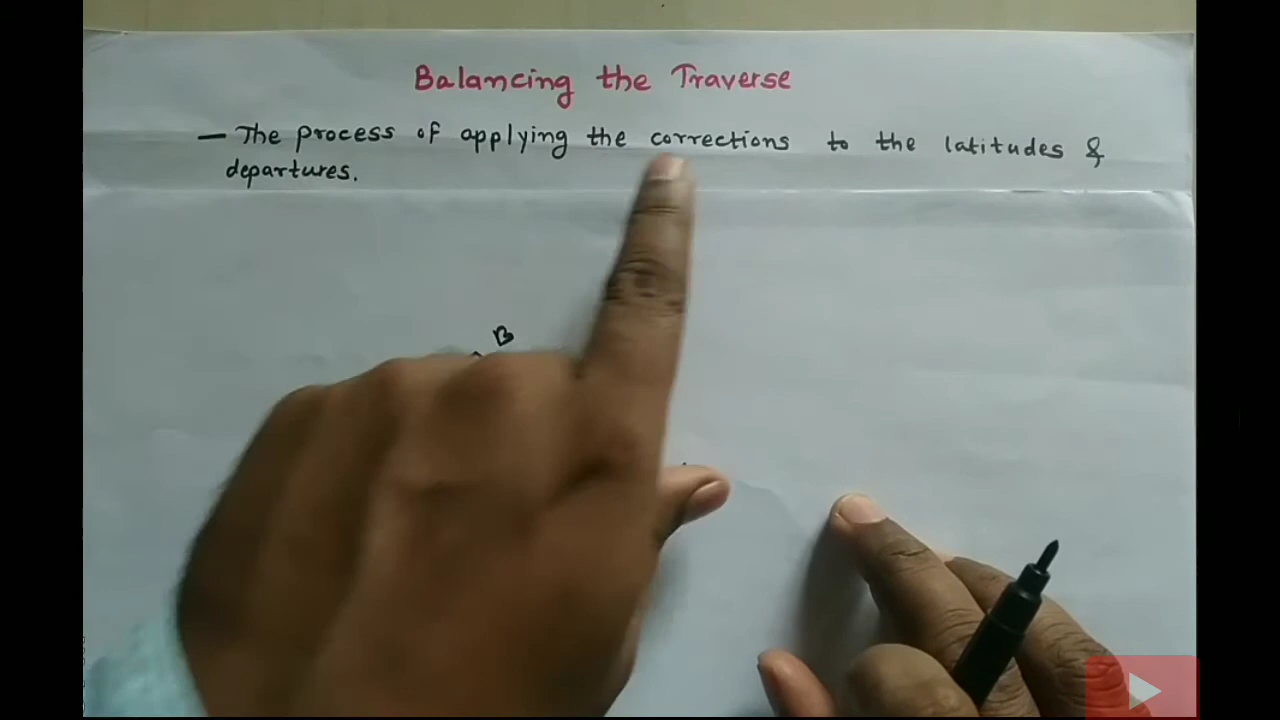 Balancing the Traverse
— The process of applying the corrections to the latitudes &
departures.
B